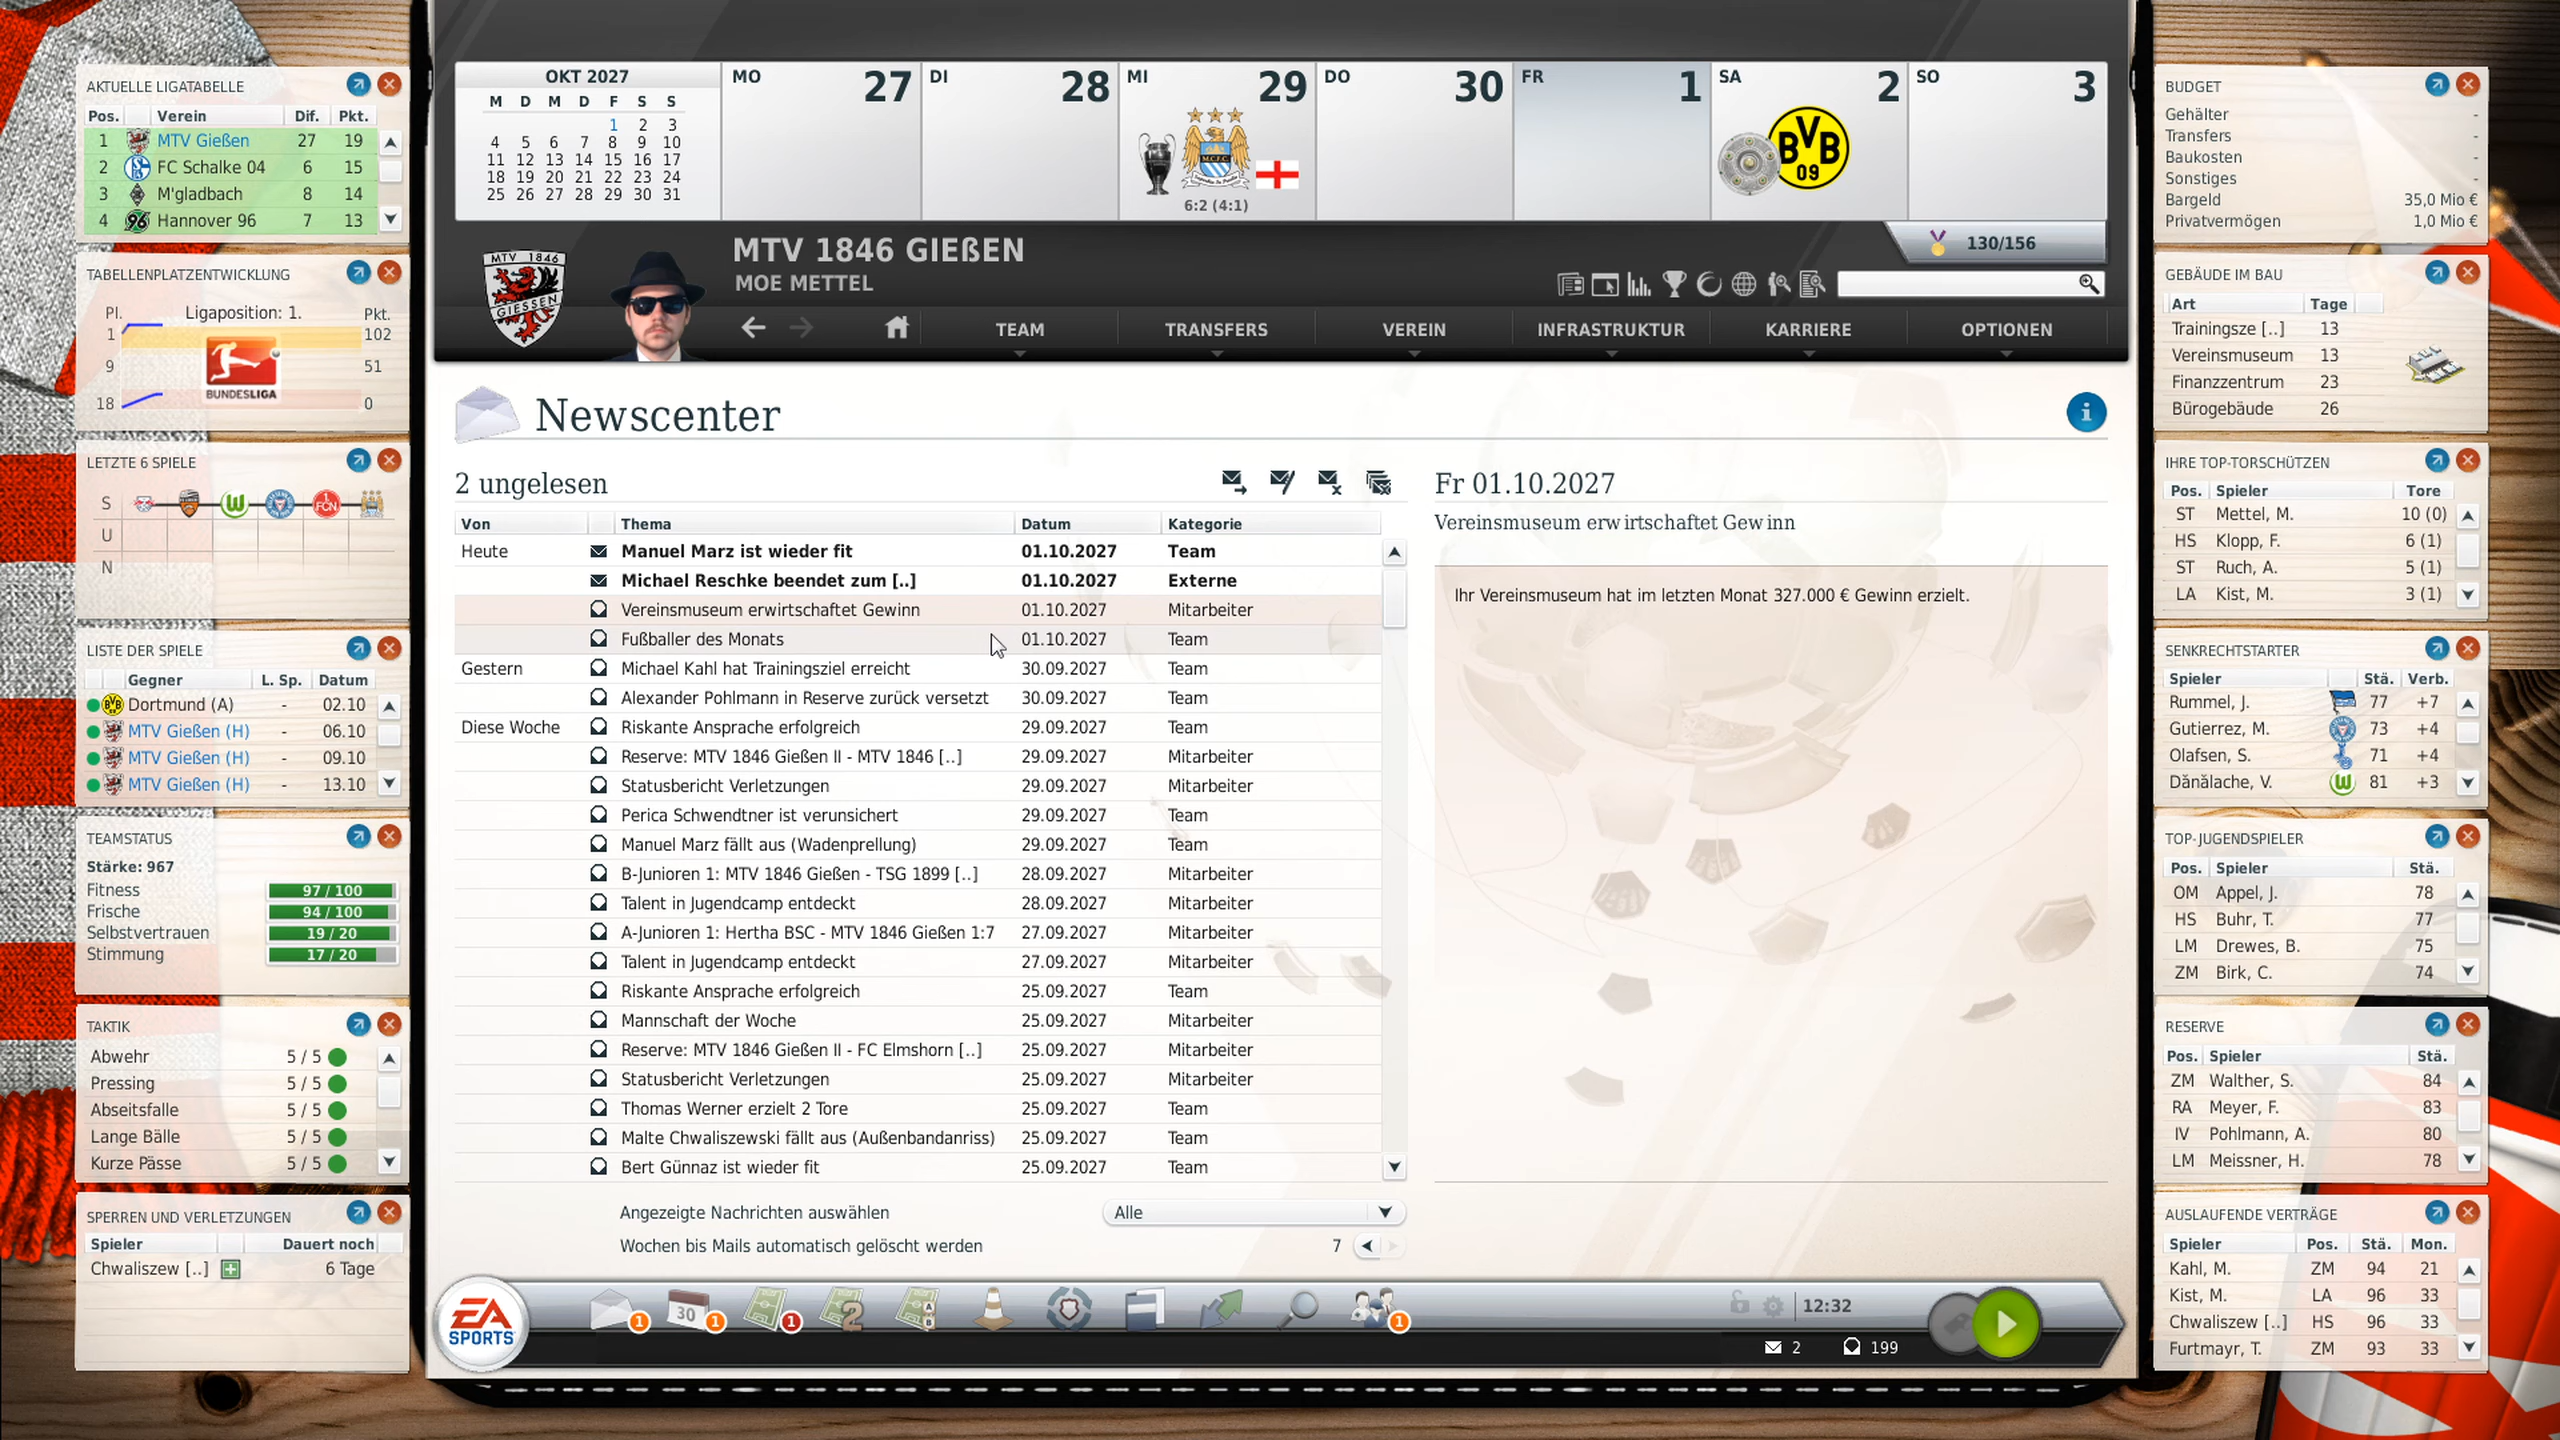 AKTUELLE LIGATABELLE
Pos. Verein Dif. Pkt.
1 MTV Gießen 27 19
2 FC Schalke 04 6 15
3 M'gladbach 8 14
4 Hannover 96 7 13
TABELLENPLATZENTWICKLUNG
Pl. Ligaposition: 1. Pkt.
1 102
9 51
18 0
BUNDESLIGA
LETZTE 6 SPIELE
S
U
N
LISTE DER SPIELE
Gegner L. Sp. Datum
Dortmund (A) - 02.10
MTV Gießen (H) - 06.10
MTV Gießen (H) - 09.10
MTV Gießen (H) - 13.10
TEAMSTATUS
Stärke: 967
Fitness 97 / 100
Frische 94 / 100
Selbstvertrauen 19 / 20
Stimmung 17 / 20
TAKTIK
Abwehr 5 / 5
Pressing 5 / 5
Abseitsfalle 5 / 5
Lange Bälle 5 / 5
Kurze Pässe 5 / 5
SPERREN UND VERLETZUNGEN
Spieler Dauert noch
Chwaliszew [..] 6 Tage
OKT 2027
M D M D F S S
1 2 3
4 5 6 7 8 9 10
11 12 13 14 15 16 17
18 19 20 21 22 23 24
25 26 27 28 29 30 31
MO 27
DI 28
MI 29
6:2 (4:1)
DO 30
FR 1
SA 2
BVB
09
SO 3
130/156
MTV 1846
GIESSEN
MTV 1846 GIEßEN
MOE METTEL
TEAM TRANSFERS VEREIN INFRASTRUKTUR KARRIERE OPTIONEN
Newscenter
i
2 ungelesen
Von Thema Datum Kategorie
Heute Manuel Marz ist wieder fit 01.10.2027 Team
Michael Reschke beendet zum [..] 01.10.2027 Externe
Vereinsmuseum erwirtschaftet Gewinn 01.10.2027 Mitarbeiter
Fußballer des Monats 01.10.2027 Team
Gestern Michael Kahl hat Trainingsziel erreicht 30.09.2027 Team
Alexander Pohlmann in Reserve zurück versetzt 30.09.2027 Team
Diese Woche Riskante Ansprache erfolgreich 29.09.2027 Team
Reserve: MTV 1846 Gießen II - MTV 1846 [..] 29.09.2027 Mitarbeiter
Statusbericht Verletzungen 29.09.2027 Mitarbeiter
Perica Schwendtner ist verunsichert 29.09.2027 Team
Manuel Marz fällt aus (Wadenprellung) 29.09.2027 Team
B-Junioren 1: MTV 1846 Gießen - TSG 1899 [..] 28.09.2027 Mitarbeiter
Talent in Jugendcamp entdeckt 28.09.2027 Mitarbeiter
A-Junioren 1: Hertha BSC - MTV 1846 Gießen 1:7 27.09.2027 Mitarbeiter
Talent in Jugendcamp entdeckt 27.09.2027 Mitarbeiter
Riskante Ansprache erfolgreich 25.09.2027 Team
Mannschaft der Woche 25.09.2027 Mitarbeiter
Reserve: MTV 1846 Gießen II - FC Elmshorn [..] 25.09.2027 Mitarbeiter
Statusbericht Verletzungen 25.09.2027 Mitarbeiter
Thomas Werner erzielt 2 Tore 25.09.2027 Team
Malte Chwaliszewski fällt aus (Außenbandanriss) 25.09.2027 Team
Bert Günnaz ist wieder fit 25.09.2027 Team
Angezeigte Nachrichten auswählen Alle
Wochen bis Mails automatisch gelöscht werden 7
Fr 01.10.2027
Vereinsmuseum erwirtschaftet Gewinn
Ihr Vereinsmuseum hat im letzten Monat 327.000 € Gewinn erzielt.
EA
SPORTS
1 30 1 1 2 A B 1
12:32
2 199
BUDGET
Gehälter -
Transfers -
Baukosten -
Sonstiges -
Bargeld 35,0 Mio €
Privatvermögen 1,0 Mio €
GEBÄUDE IM BAU
Art Tage
Trainingsze [..] 13
Vereinsmuseum 13
Finanzzentrum 23
Bürogebäude 26
IHRE TOP-TORSCHÜTZEN
Pos. Spieler Tore
ST Mettel, M. 10 (0)
HS Klopp, F. 6 (1)
ST Ruch, A. 5 (1)
LA Kist, M. 3 (1)
SENKRECHTSTARTER
Spieler Stä. Verb.
Rummel, J. 77 +7
Gutierrez, M. 73 +4
Olafsen, S. 71 +4
Dănălache, V. 81 +3
TOP-JUGENDSPIELER
Pos. Spieler Stä.
OM Appel, J. 78
HS Buhr, T. 77
LM Drewes, B. 75
ZM Birk, C. 74
RESERVE
Pos. Spieler Stä.
ZM Walther, S. 84
RA Meyer, F. 83
IV Pohlmann, A. 80
LM Meissner, H. 78
AUSLAUFENDE VERTRÄGE
Spieler Pos. Stä. Mon.
Kahl, M. ZM 94 21
Kist, M. LA 96 33
Chwaliszew [..] HS 96 33
Furtmayr, T. ZM 93 33